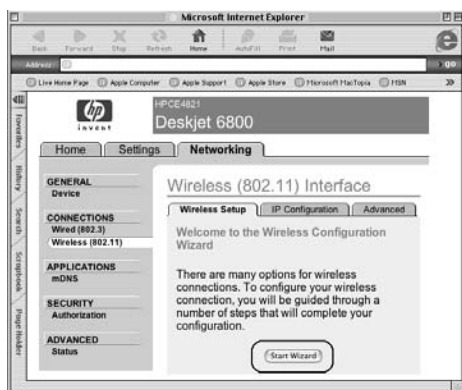 Microsoft Internet Explorer
Back Forward Stop Refresh Home AutoFill Print Mail
Address
go
Live Home Page Apple Computer Apple Support Apple Store Microsoft MacTopia MSN
Favorites
History
Search
Scrapbook
Page Holder
hp
invent
HPCE4821
Deskjet 6800
Home Settings Networking
GENERAL
Device
CONNECTIONS
Wired (802.3)
Wireless (802.11)
APPLICATIONS
mDNS
SECURITY
Authorization
ADVANCED
Status
Wireless (802.11) Interface
Wireless Setup IP Configuration Advanced
Welcome to the Wireless Configuration
Wizard
There are many options for wireless
connections. To configure your wireless
connection, you will be guided through a
number of steps that will complete your
configuration.
Start Wizard